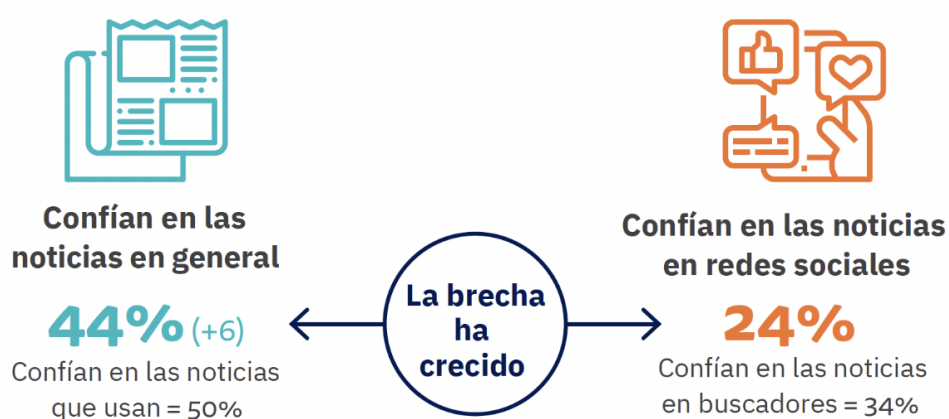 Confían en las
noticias en general
44% (+6)
Confían en las noticias
que usan = 50%
La brecha
ha
crecido
Confían en las noticias
en redes sociales
24%
Confían en las noticias
en buscadores = 34%